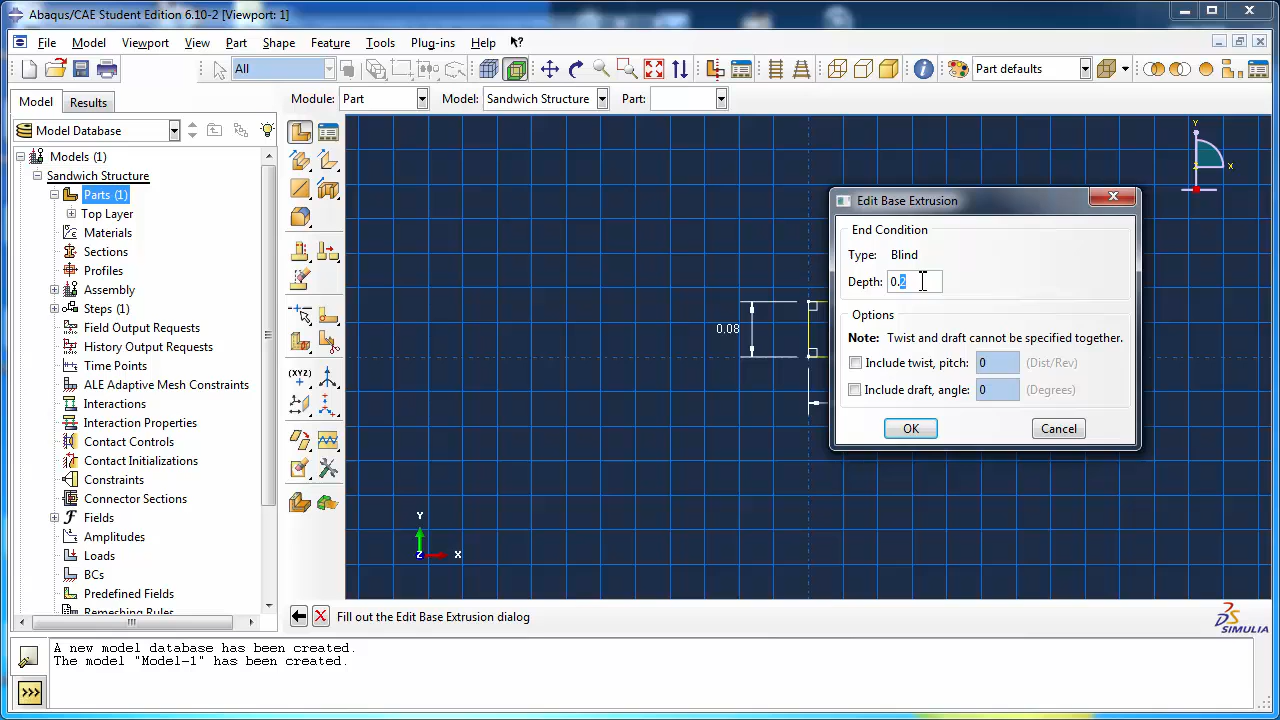 Abaqus/CAE Student Edition 6.10-2 [Viewport: 1]
File Model Viewport View Part Shape Feature Tools Plug-ins Help ?
All Part defaults
Model Results Module: Part Model: Sandwich Structure Part:
Model Database
Models (1)
Sandwich Structure
Parts (1)
Top Layer
Materials
Sections
Profiles
Assembly
Steps (1)
Field Output Requests
History Output Requests
Time Points
ALE Adaptive Mesh Constraints
Interactions
Interaction Properties
Contact Controls
Contact Initializations
Constraints
Connector Sections
Fields
Amplitudes
Loads
BCs
Predefined Fields
Remeshing Rules
(XYZ)
Y
X
Z
0.08
Y
X
Z
Edit Base Extrusion
End Condition
Type: Blind
Depth: 0.2
Options
Note: Twist and draft cannot be specified together.
Include twist, pitch: 0 (Dist/Rev)
Include draft, angle: 0 (Degrees)
OK Cancel
Fill out the Edit Base Extrusion dialog
SIMULIA
A new model database has been created.
The model "Model-1" has been created.
>>>